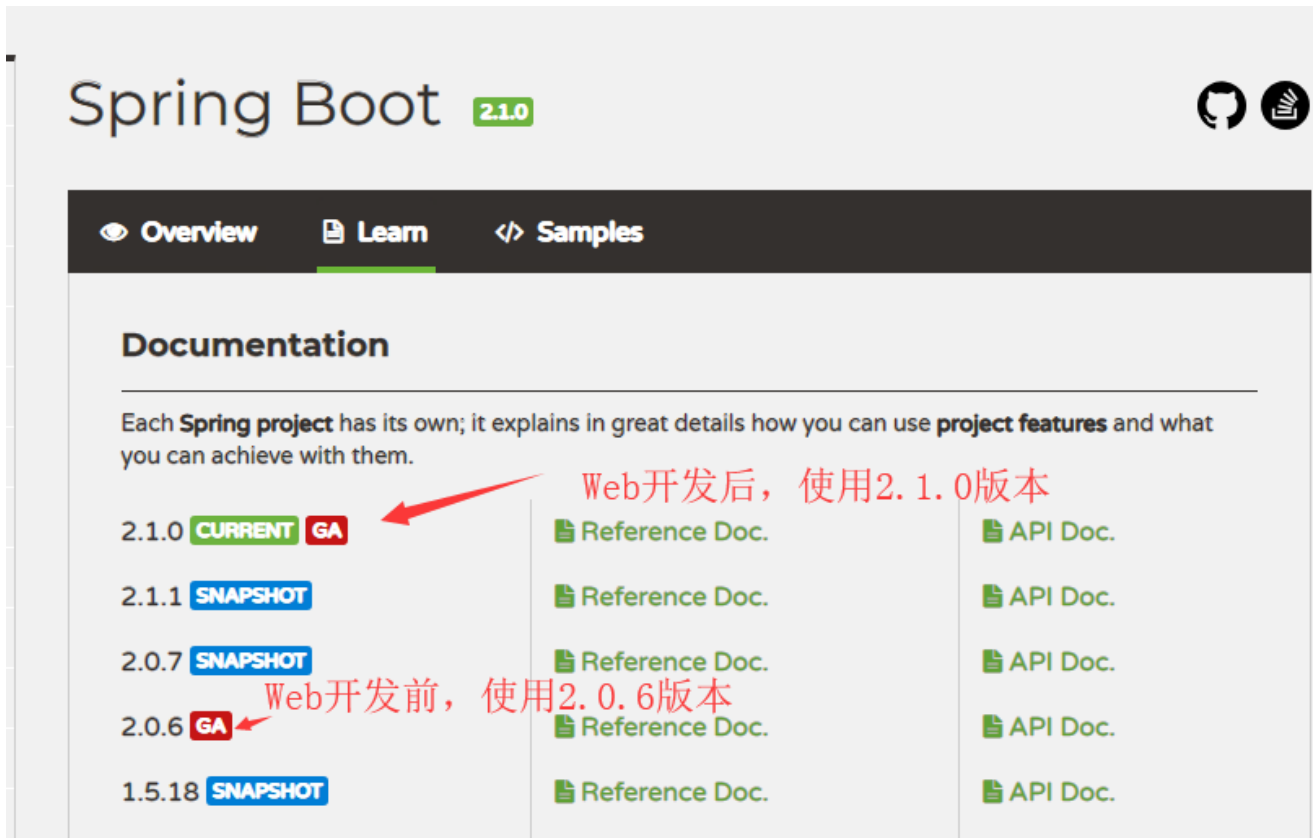 Spring Boot 2.1.0
Overview Learn Samples
Documentation
Each Spring project has its own; it explains in great details how you can use project features and what
you can achieve with them.
Web开发后，使用2.1.0版本
2.1.0 CURRENT GA Reference Doc. API Doc.
2.1.1 SNAPSHOT Reference Doc. API Doc.
2.0.7 SNAPSHOT Reference Doc. API Doc.
Web开发前，使用2.0.6版本
2.0.6 GA Reference Doc. API Doc.
1.5.18 SNAPSHOT Reference Doc. API Doc.